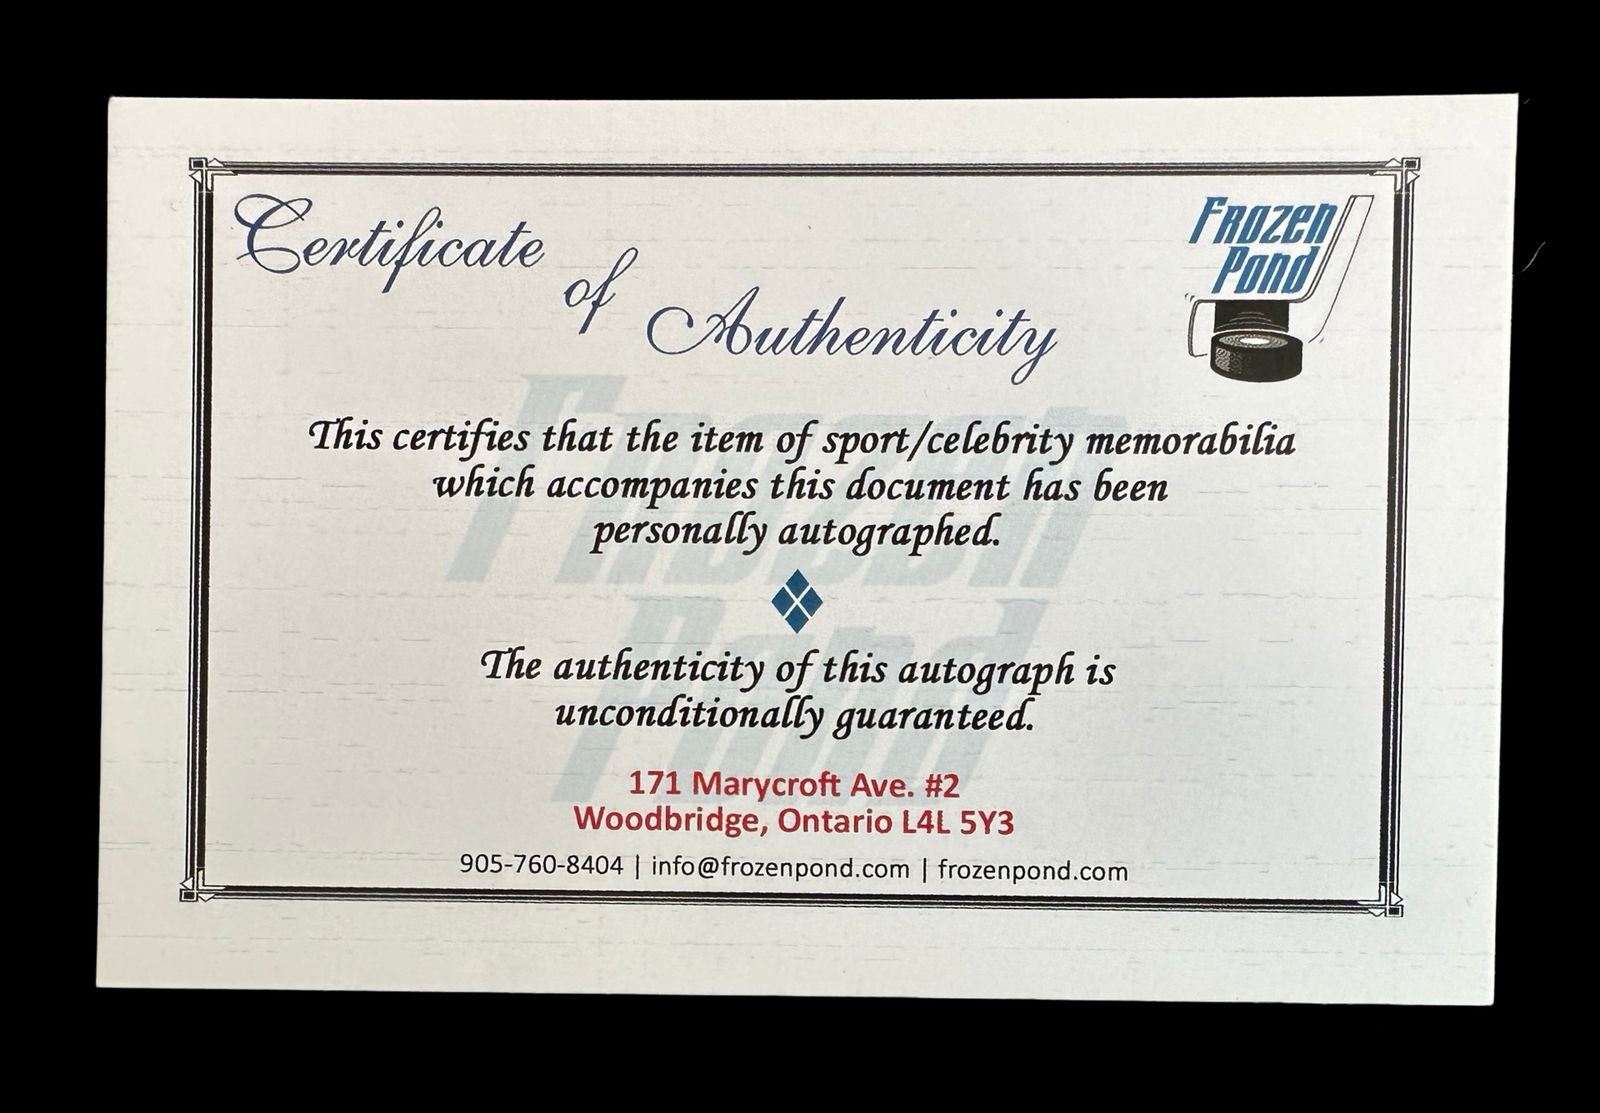 Certificate
of
Authenticity
Frozen
Pond
This certifies that the item of sport/celebrity memorabilia
which accompanies this document has been
personally autographed.
The authenticity of this autograph is
unconditionally guaranteed.
171 Marycroft Ave. #2
Woodbridge, Ontario L4L 5Y3
905-760-8404 | info@frozenpond.com | frozenpond.com
Frozen
Pond